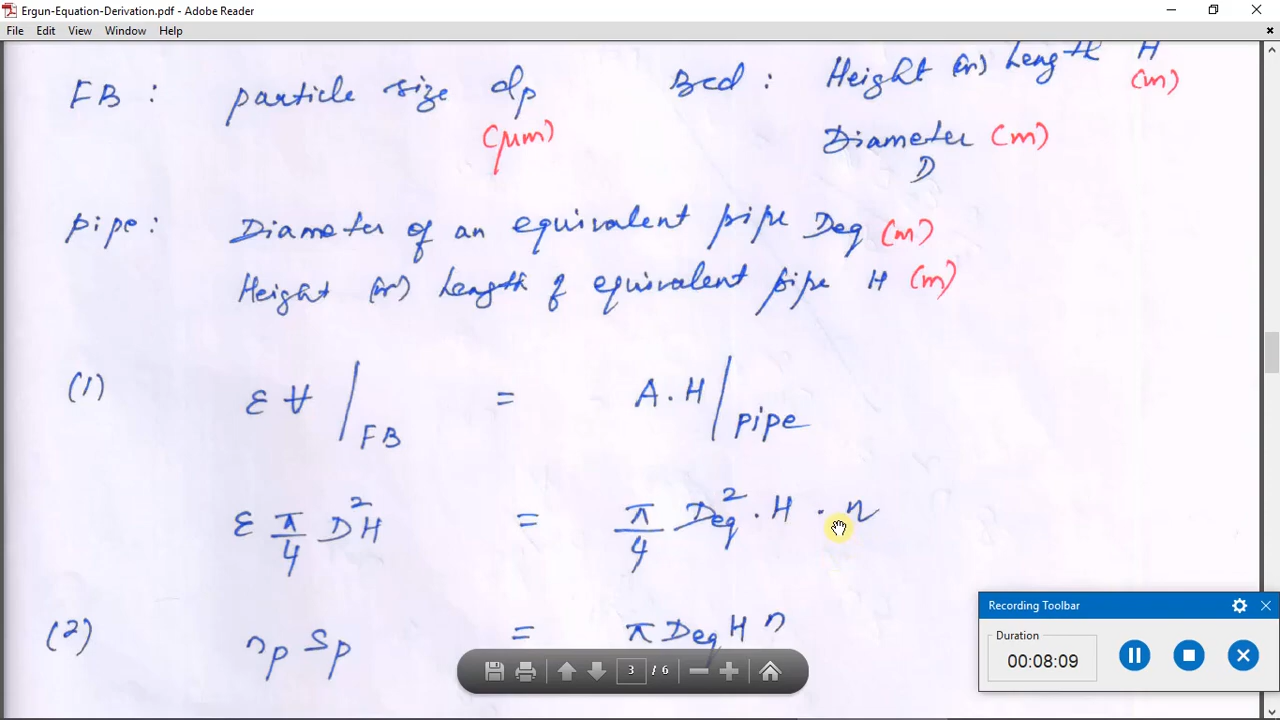 Ergun-Equation-Derivation.pdf - Adobe Reader
File Edit View Window Help
FB : particle size dp (μm) Bed : Height (or) Length H (m)
Diameter (m)
D
pipe: Diameter of an equivalent pipe Deq (m)
Height (or) Length of equivalent pipe H (m)
(1) ε V |FB = A . H |pipe
ε π/4 D²H = π/4 Deq² . H . n
(2) np Sp = π Deq H n
3 / 6
Recording Toolbar
Duration
00:08:09